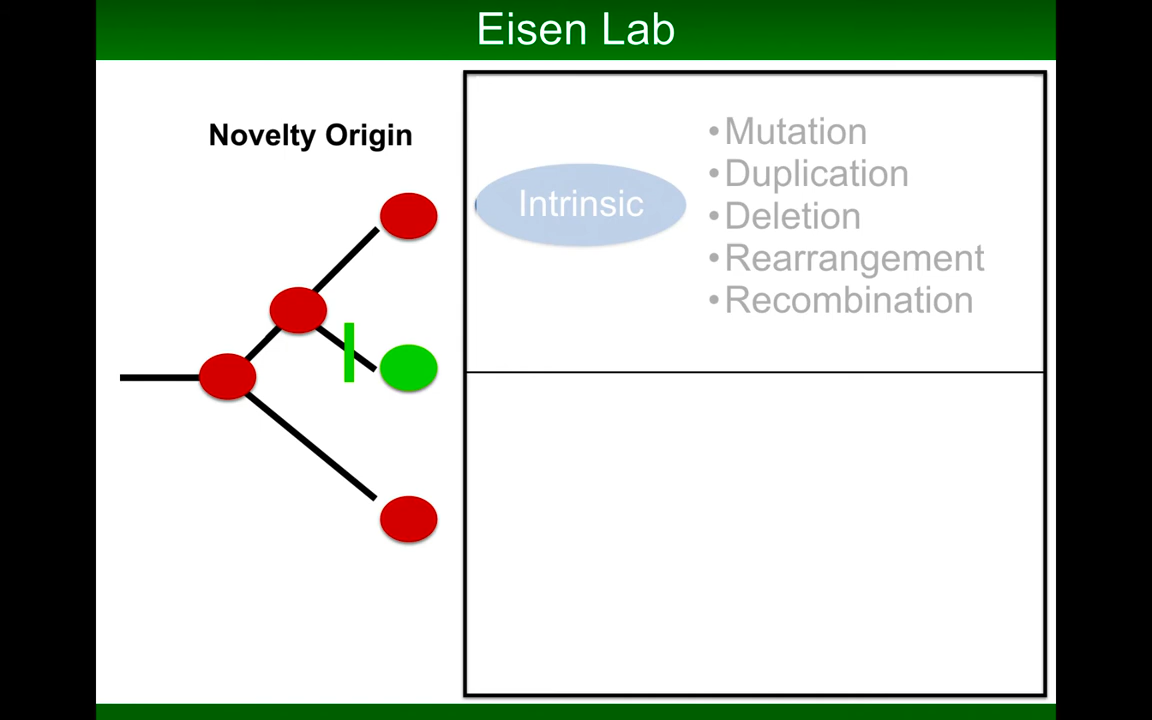 Eisen Lab
Novelty Origin
Intrinsic
•Mutation
•Duplication
•Deletion
•Rearrangement
•Recombination